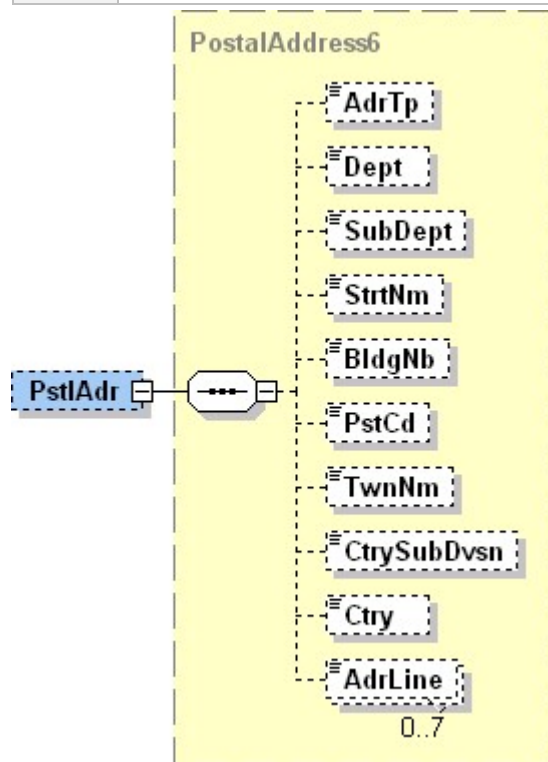 PostalAddress6
AdrTp
Dept
SubDept
StrtNm
BldgNb
PstlAdr
PstCd
TwnNm
CtrySubDvsn
Ctry
AdrLine
0..7